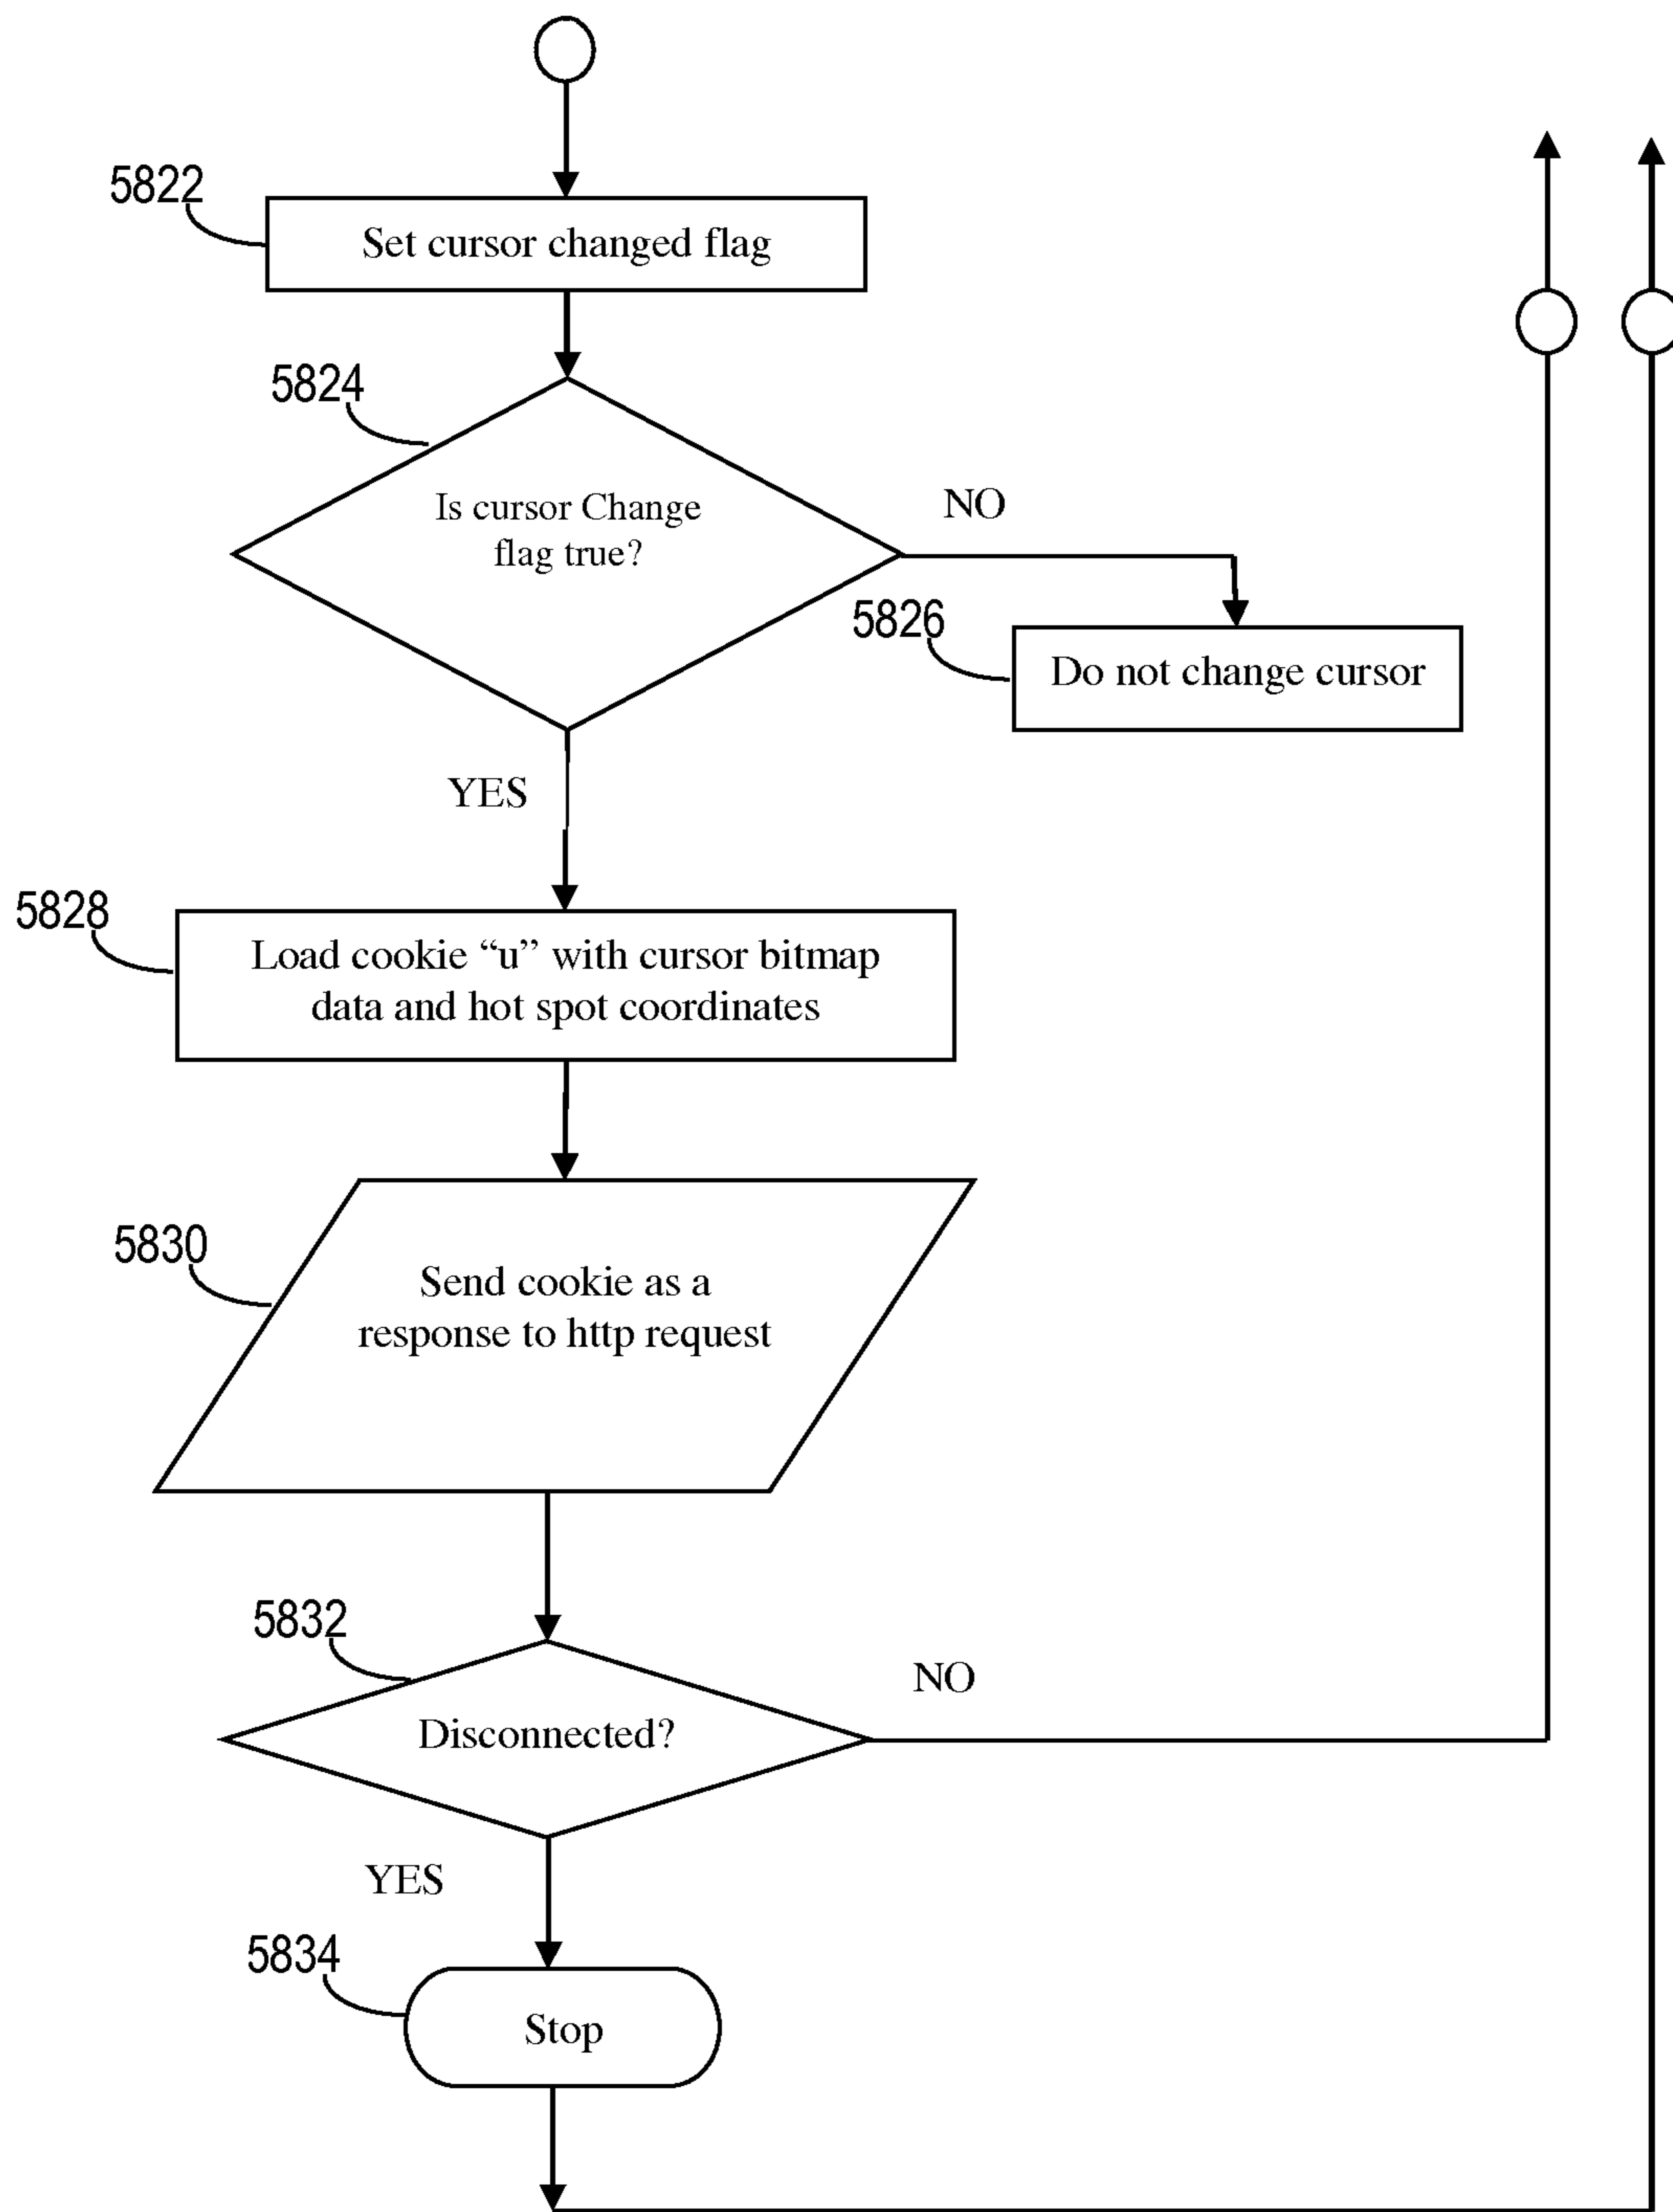 5822
Set cursor changed flag
5824
Is cursor Change
flag true?
NO
5826
Do not change cursor
YES
5828
Load cookie “u” with cursor bitmap
data and hot spot coordinates
5830
Send cookie as a
response to http request
5832
NO
Disconnected?
YES
5834
Stop